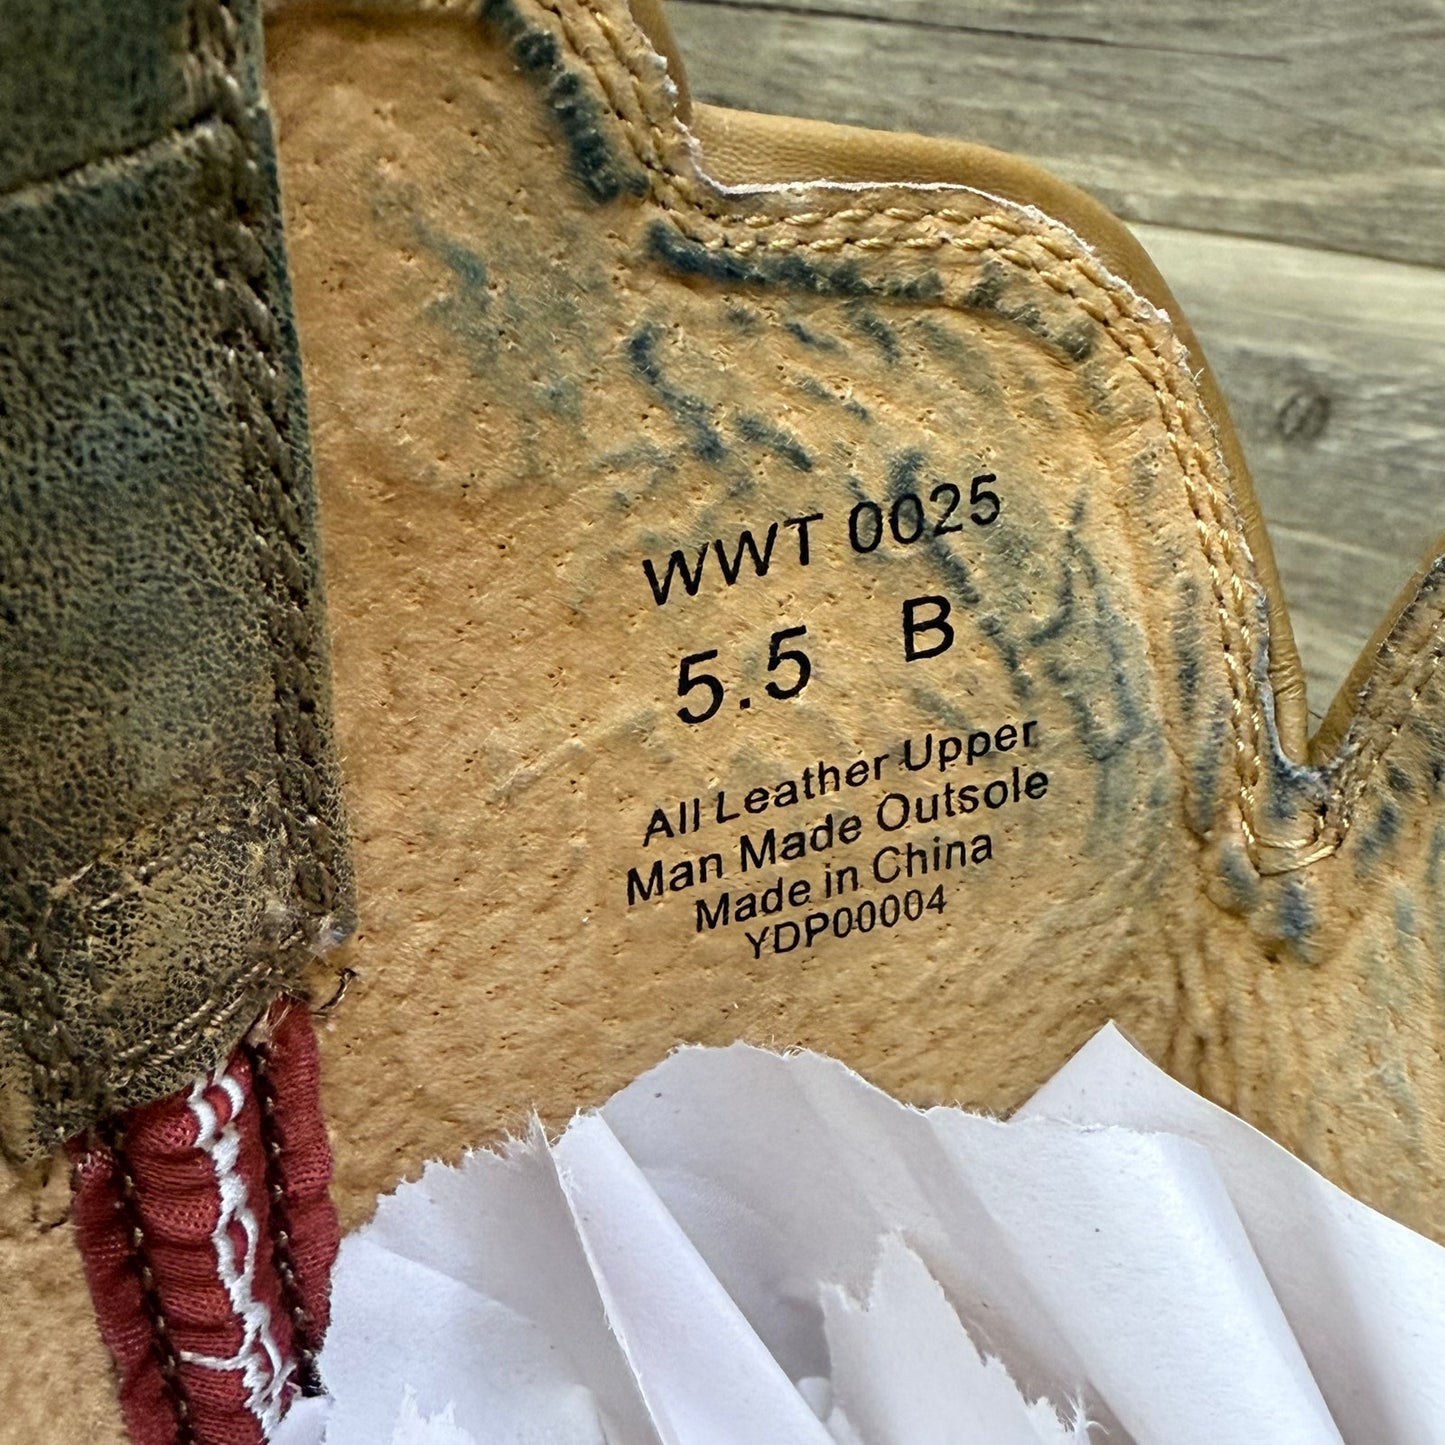 WWT 0025
5.5 B
All Leather Upper
Man Made Outsole
Made in China
YDP00004